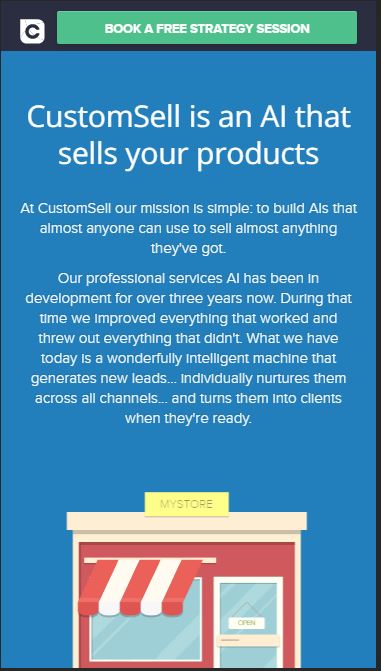 C
BOOK A FREE STRATEGY SESSION
CustomSell is an AI that
sells your products
At CustomSell our mission is simple: to build AIs that
almost anyone can use to sell almost anything
they've got.
Our professional services AI has been in
development for over three years now. During that
time we improved everything that worked and
threw out everything that didn't. What we have
today is a wonderfully intelligent machine that
generates new leads... individually nurtures them
across all channels... and turns them into clients
when they're ready.
MYSTORE
OPEN